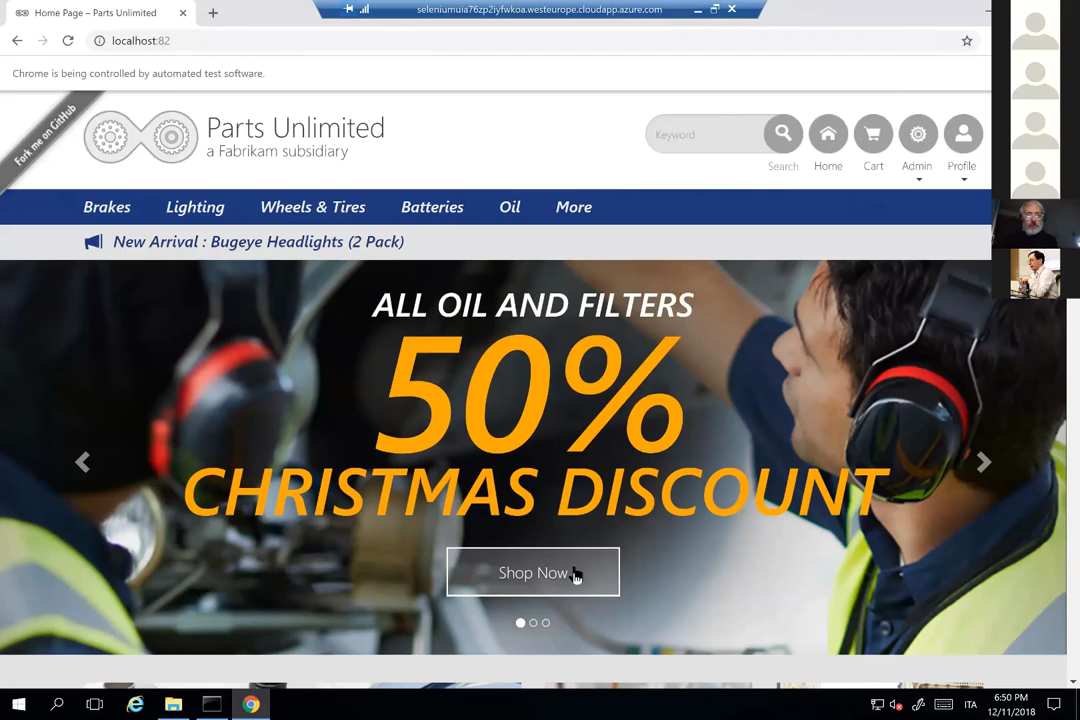 Home Page – Parts Unlimited
seleniumuia76zp2iyfwkoa.westeurope.cloudapp.azure.com
localhost:82
Chrome is being controlled by automated test software.
Fork me on GitHub
Parts Unlimited
a Fabrikam subsidiary
Keyword
Search
Home
Cart
Admin
Profile
Brakes
Lighting
Wheels & Tires
Batteries
Oil
More
New Arrival : Bugeye Headlights (2 Pack)
ALL OIL AND FILTERS
50%
CHRISTMAS DISCOUNT
Shop Now
ITA
6:50 PM
12/11/2018